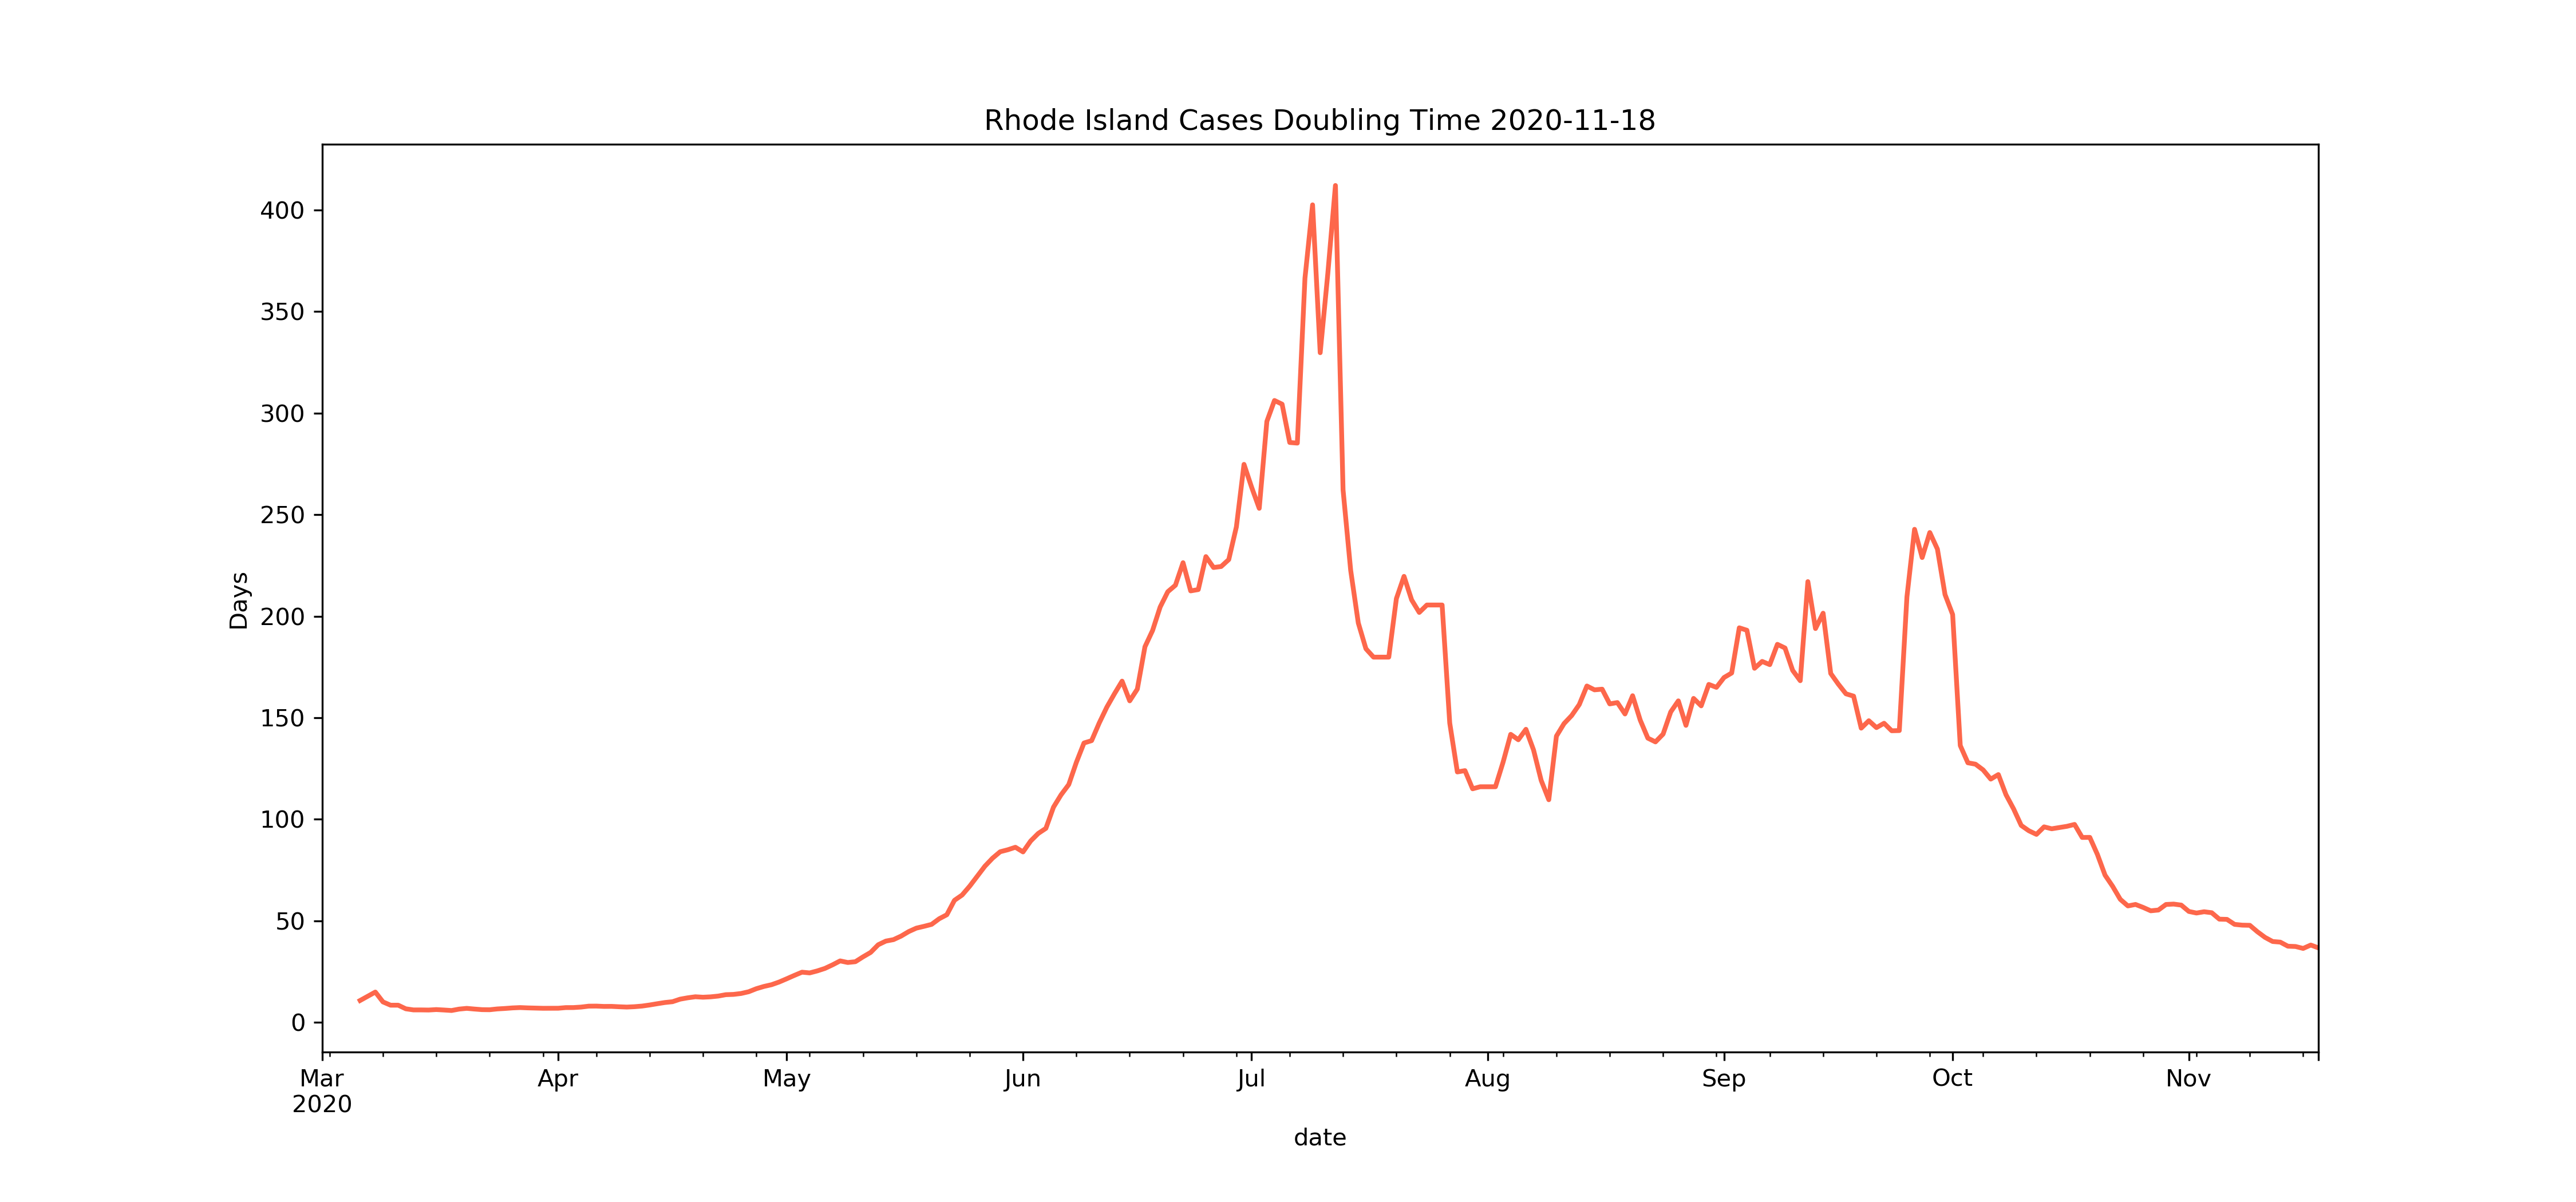 Rhode Island Cases Doubling Time 2020-11-18
Days
400
350
300
250
200
150
100
50
0
Mar Apr May Jun Jul Aug Sep Oct Nov
2020
date